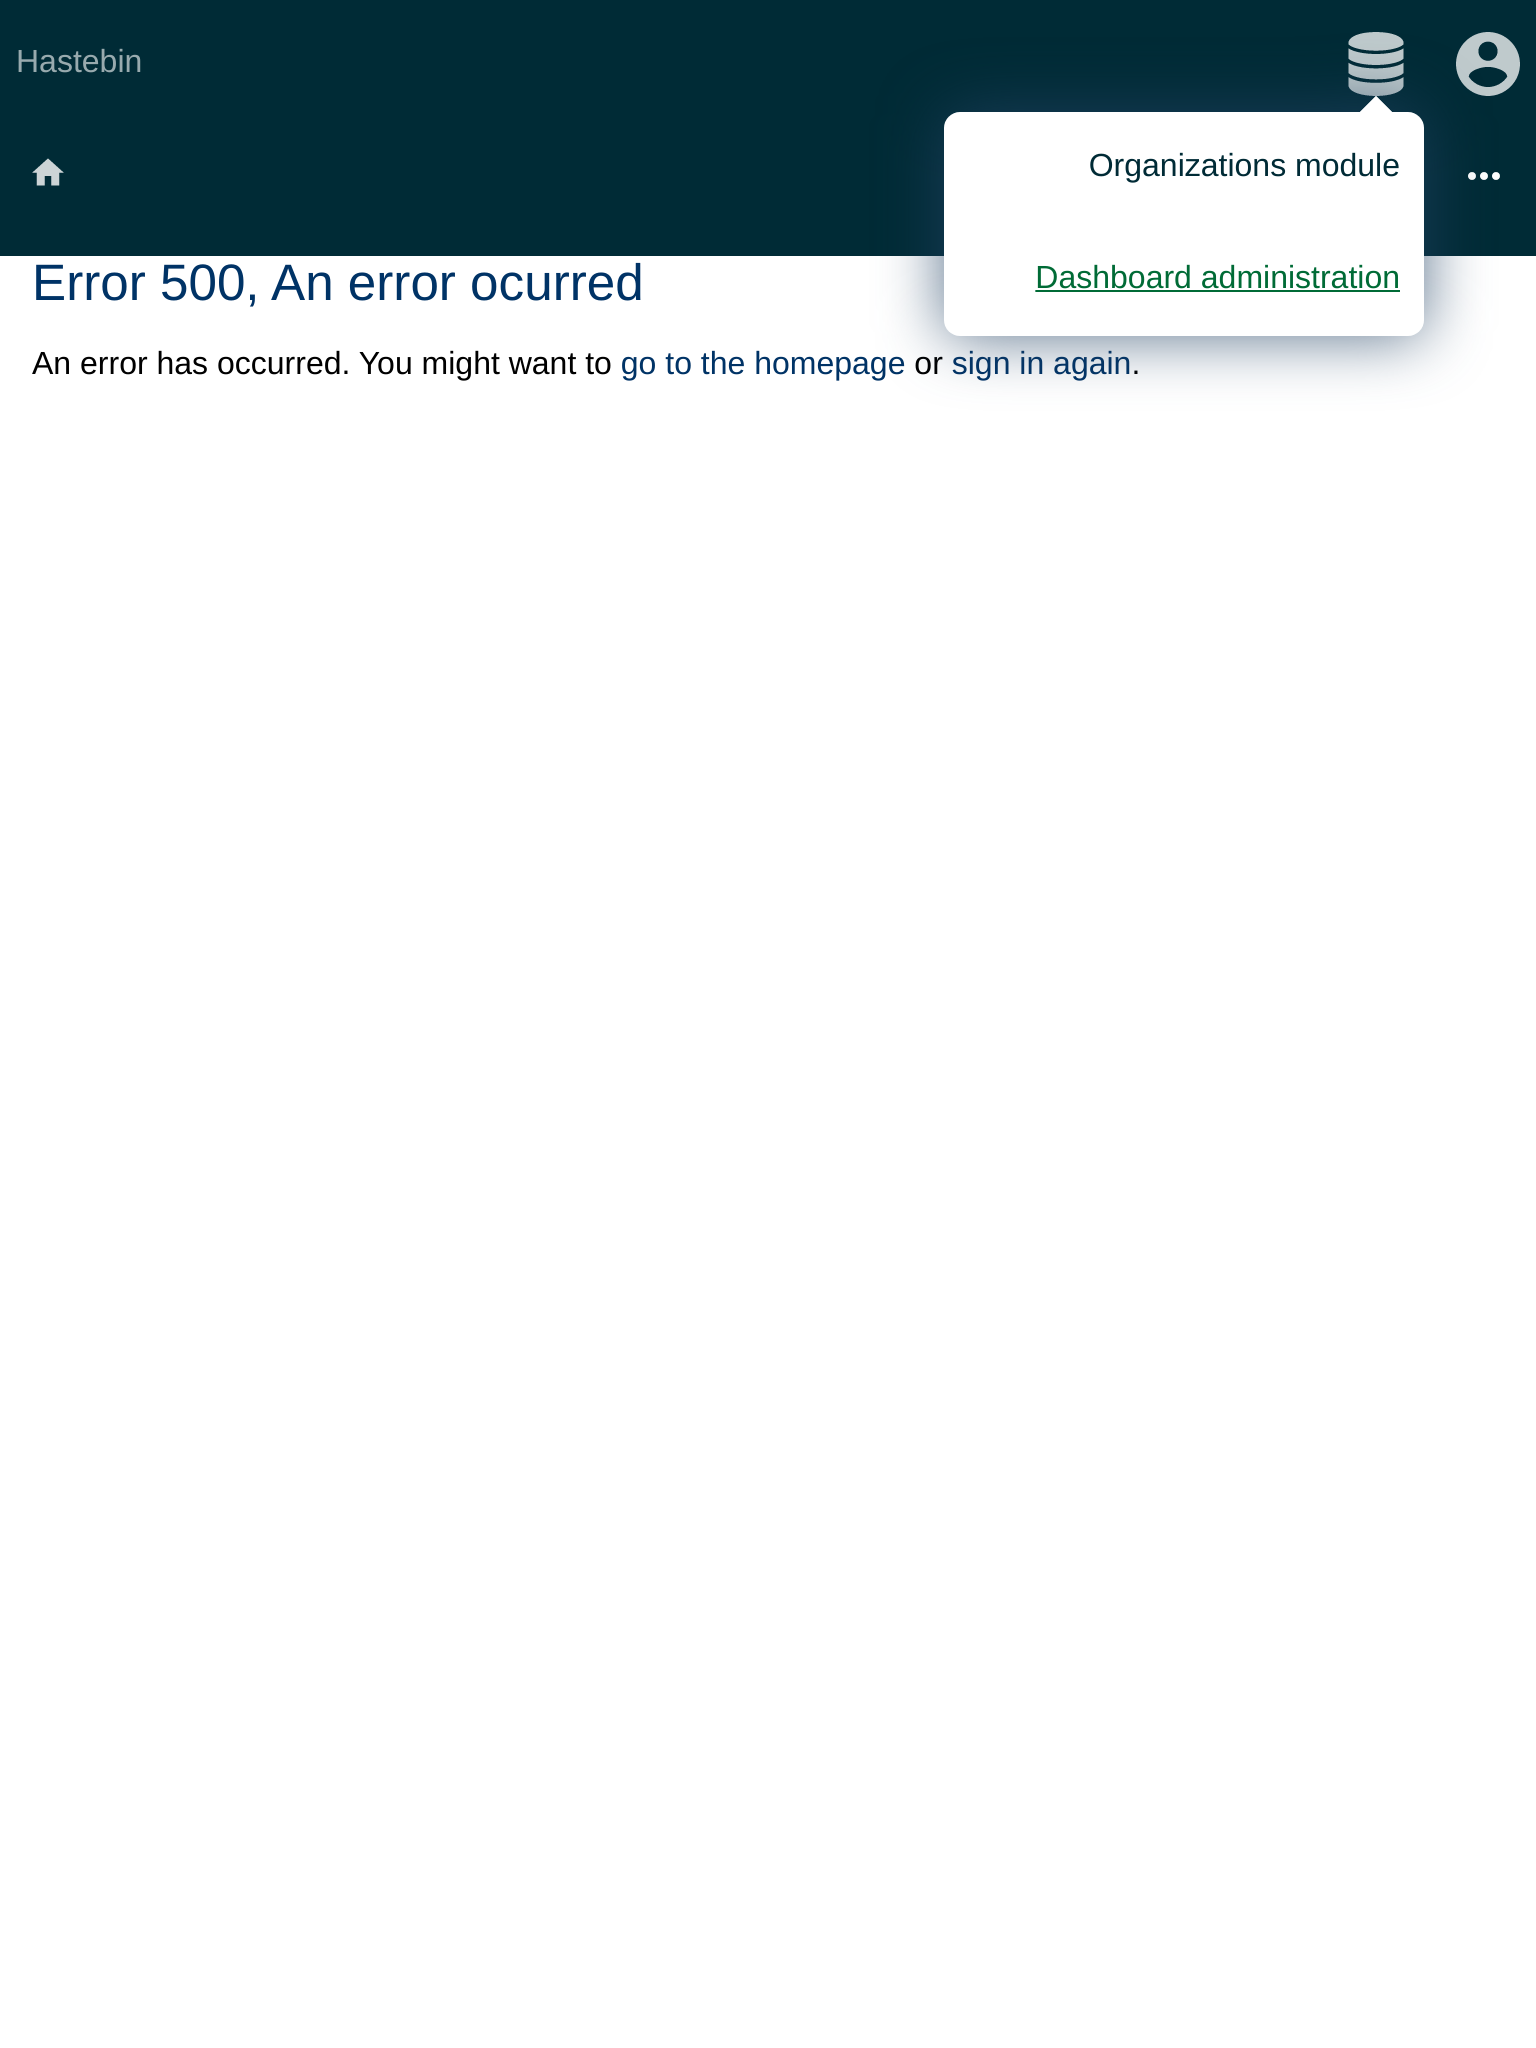 Hastebin
Organizations module
Dashboard administration
Error 500, An error ocurred
An error has occurred. You might want to go to the homepage or sign in again.